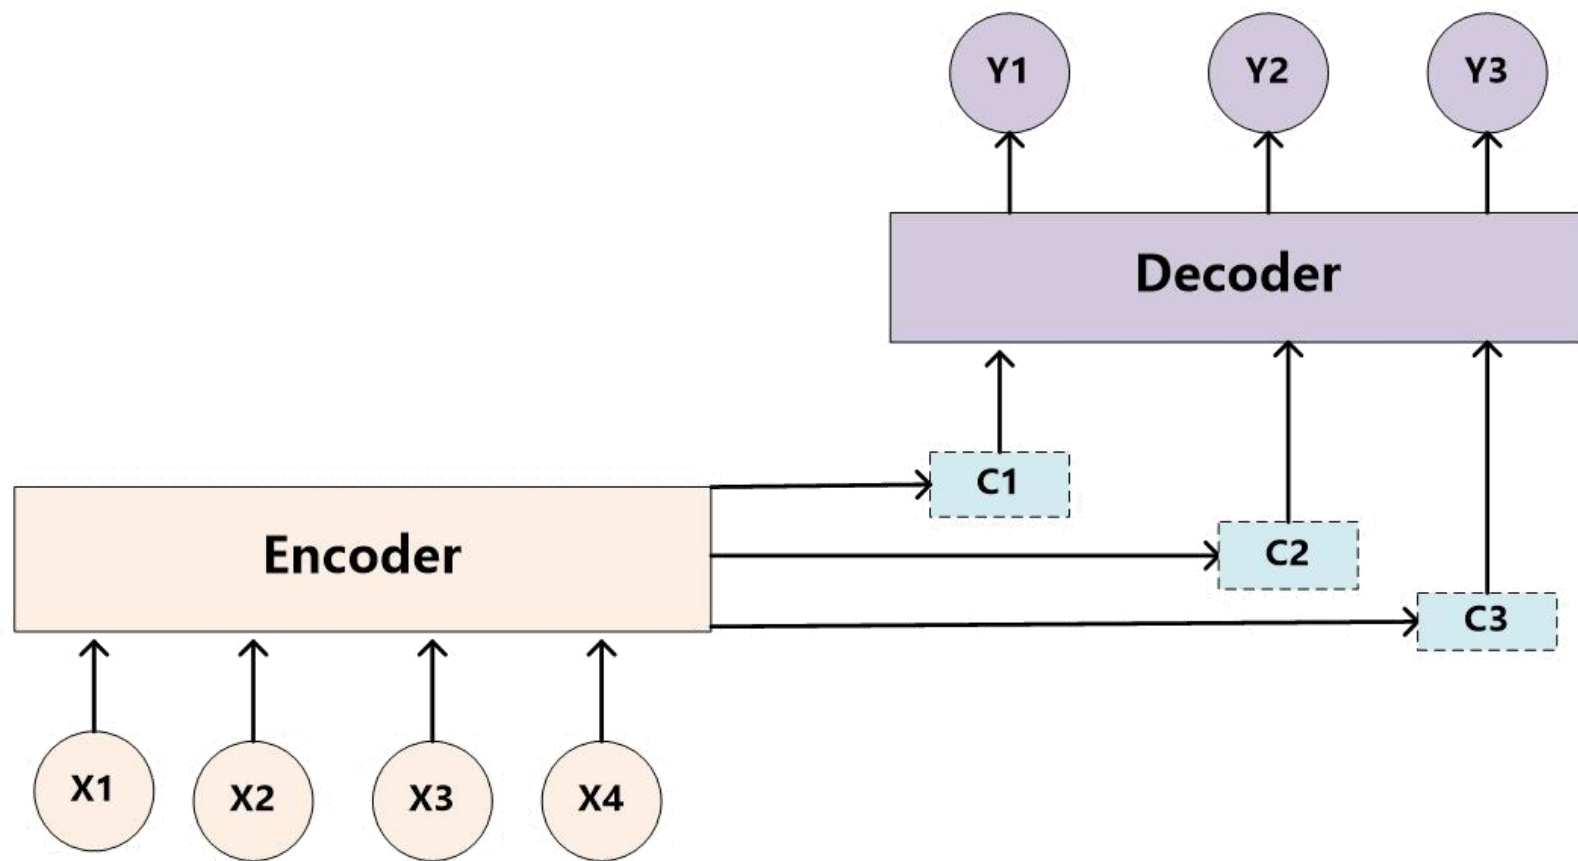 Y1 Y2 Y3
Decoder
C1
Encoder
C2
C3
X1 X2 X3 X4